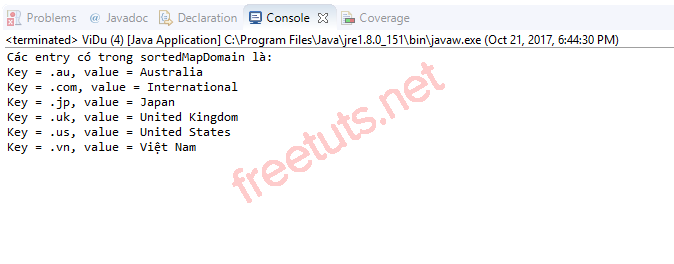 Problems @ Javadoc Declaration Console Coverage
<terminated> ViDu (4) [Java Application] C:\Program Files\Java\jre1.8.0_151\bin\javaw.exe (Oct 21, 2017, 6:44:30 PM)
Các entry có trong sortedMapDomain là:
Key = .au, value = Australia
Key = .com, value = International
Key = .jp, value = Japan
Key = .uk, value = United Kingdom
Key = .us, value = United States
Key = .vn, value = Việt Nam
freetuts.net